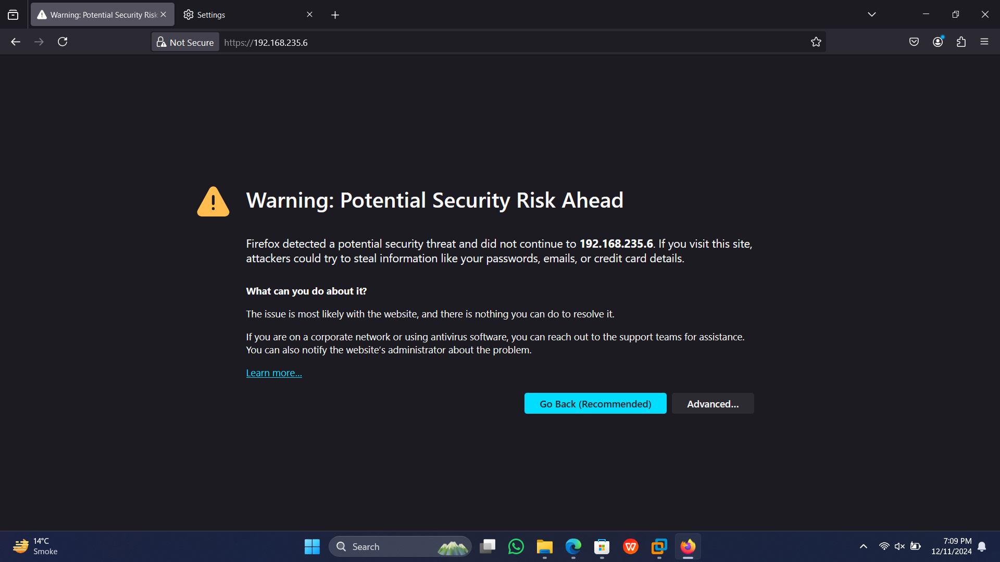 Warning: Potential Security Risk
Settings
Not Secure
https://192.168.235.6
Warning: Potential Security Risk Ahead
Firefox detected a potential security threat and did not continue to 192.168.235.6. If you visit this site,
attackers could try to steal information like your passwords, emails, or credit card details.
What can you do about it?
The issue is most likely with the website, and there is nothing you can do to resolve it.
If you are on a corporate network or using antivirus software, you can reach out to the support teams for assistance.
You can also notify the website’s administrator about the problem.
Learn more…
Go Back (Recommended)
Advanced…
14°C
Smoke
Search
7:09 PM
12/11/2024